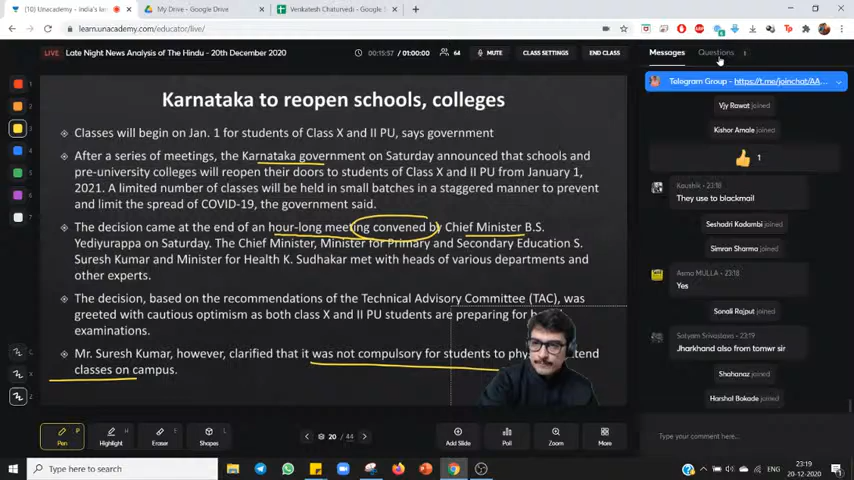 (10) Unacademy - India's la
My Drive - Google Drive
Venkatesh Chaturvedi - Google S
learn.unacademy.com/educator/live/
LIVE Late Night News Analysis of The Hindu - 20th December 2020
00:15:57 / 01:00:00
64
MUTE
CLASS SETTINGS
END CLASS
Messages
Questions
1
Karnataka to reopen schools, colleges
Classes will begin on Jan. 1 for students of Class X and II PU, says government
After a series of meetings, the Karnataka government on Saturday announced that schools and
pre-university colleges will reopen their doors to students of Class X and II PU from January 1,
2021. A limited number of classes will be held in small batches in a staggered manner to prevent
and limit the spread of COVID-19, the government said.
The decision came at the end of an hour-long meeting convened by Chief Minister B.S.
Yediyurappa on Saturday. The Chief Minister, Minister for Primary and Secondary Education S.
Suresh Kumar and Minister for Health K. Sudhakar met with heads of various departments and
other experts.
The decision, based on the recommendations of the Technical Advisory Committee (TAC), was
greeted with cautious optimism as both class X and II PU students are preparing for
examinations.
Mr. Suresh Kumar, however, clarified that it was not compulsory for students to
classes on campus.
Telegram Group - https://t.me/joinchat/AA...
Vjy Rawat joined
Kishor Amale joined
1
Koushik · 23:18
They use to blackmail
Seshadri Kadambi joined
Simran Sharma joined
Asma MULLA · 23:18
Yes
Sonali Rajput joined
Satyam Srivastava · 23:19
Jharkhand also from tomwr sir
Shahanaz joined
Harshal Bokade joined
Type your comment here...
1
2
3
4
5
6
7
Pen
P
Highlight
H
Eraser
E
Shapes
L
20 / 44
Add Slide
Poll
Zoom
More
C
X
Z
Type here to search
ENG
23:19
20-12-2020